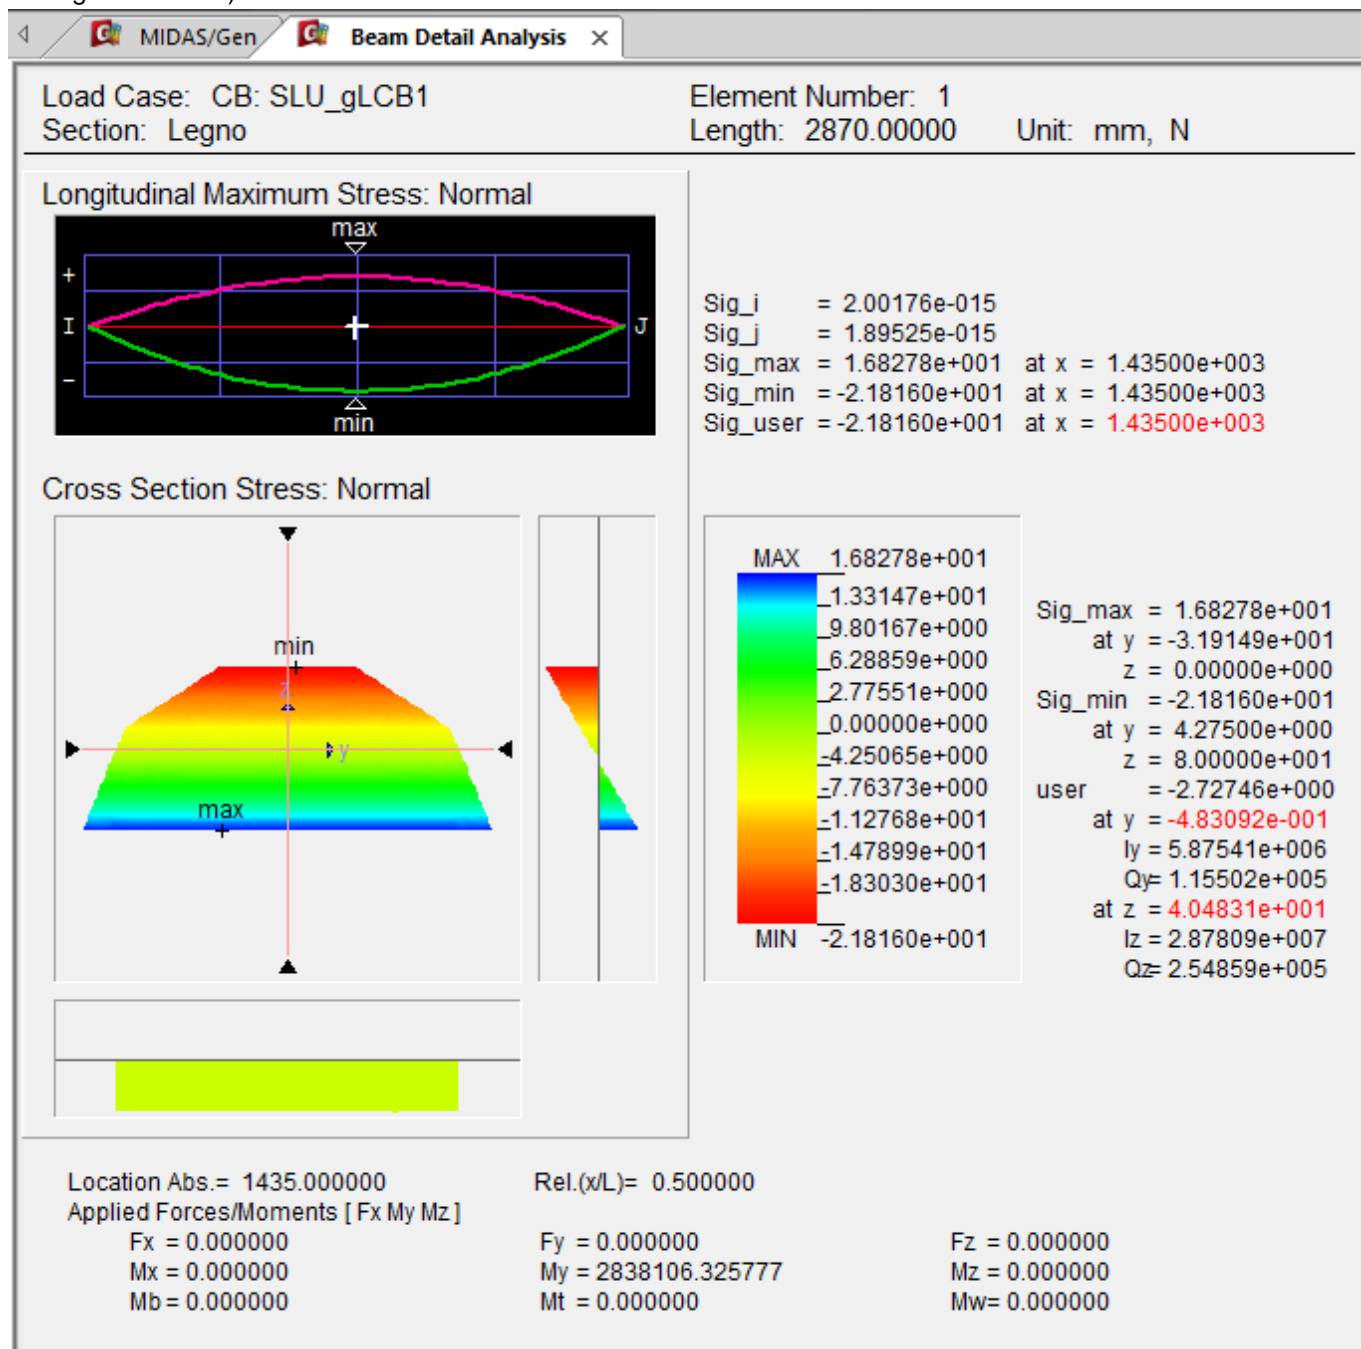 MIDAS/Gen Beam Detail Analysis ×
Load Case: CB: SLU_gLCB1 Element Number: 1
Section: Legno Length: 2870.00000 Unit: mm, N
Longitudinal Maximum Stress: Normal
max
+
I J
-
min
Sig_i = 2.00176e-015
Sig_j = 1.89525e-015
Sig_max = 1.68278e+001 at x = 1.43500e+003
Sig_min =-2.18160e+001 at x = 1.43500e+003
Sig_user =-2.18160e+001 at x = 1.43500e+003
Cross Section Stress: Normal
min
z
y
max
MAX 1.68278e+001
1.33147e+001
9.80167e+000
6.28859e+000
2.77551e+000
0.00000e+000
-4.25065e+000
-7.76373e+000
-1.12768e+001
-1.47899e+001
-1.83030e+001
MIN -2.18160e+001
Sig_max = 1.68278e+001
at y =-3.19149e+001
z = 0.00000e+000
Sig_min =-2.18160e+001
at y = 4.27500e+000
z = 8.00000e+001
user =-2.72746e+000
at y =-4.83092e-001
Iy = 5.87541e+006
Qy= 1.15502e+005
at z = 4.04831e+001
Iz = 2.87809e+007
Qz= 2.54859e+005
Location Abs.= 1435.000000 Rel.(x/L)= 0.500000
Applied Forces/Moments [ Fx My Mz ]
Fx = 0.000000 Fy = 0.000000 Fz = 0.000000
Mx = 0.000000 My = 2838106.325777 Mz = 0.000000
Mb = 0.000000 Mt = 0.000000 Mw= 0.000000